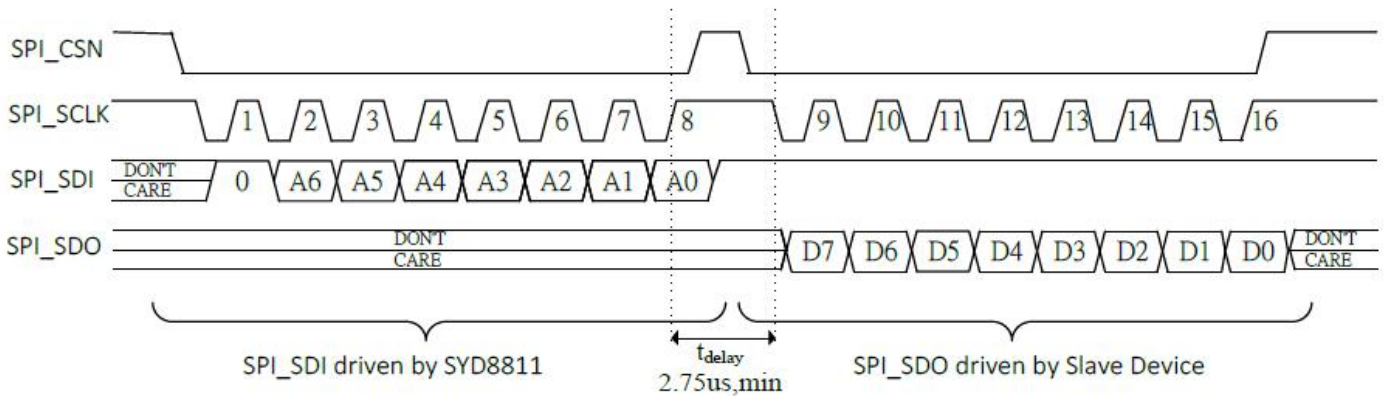 SPI_CSN
SPI_SCLK 1 2 3 4 5 6 7 8 9 10 11 12 13 14 15 16
SPI_SDI DON'T CARE 0 A6 A5 A4 A3 A2 A1 A0
SPI_SDO DON'T CARE D7 D6 D5 D4 D3 D2 D1 D0 DON'T CARE
SPI_SDI driven by SYD8811
tdelay
2.75us,min
SPI_SDO driven by Slave Device